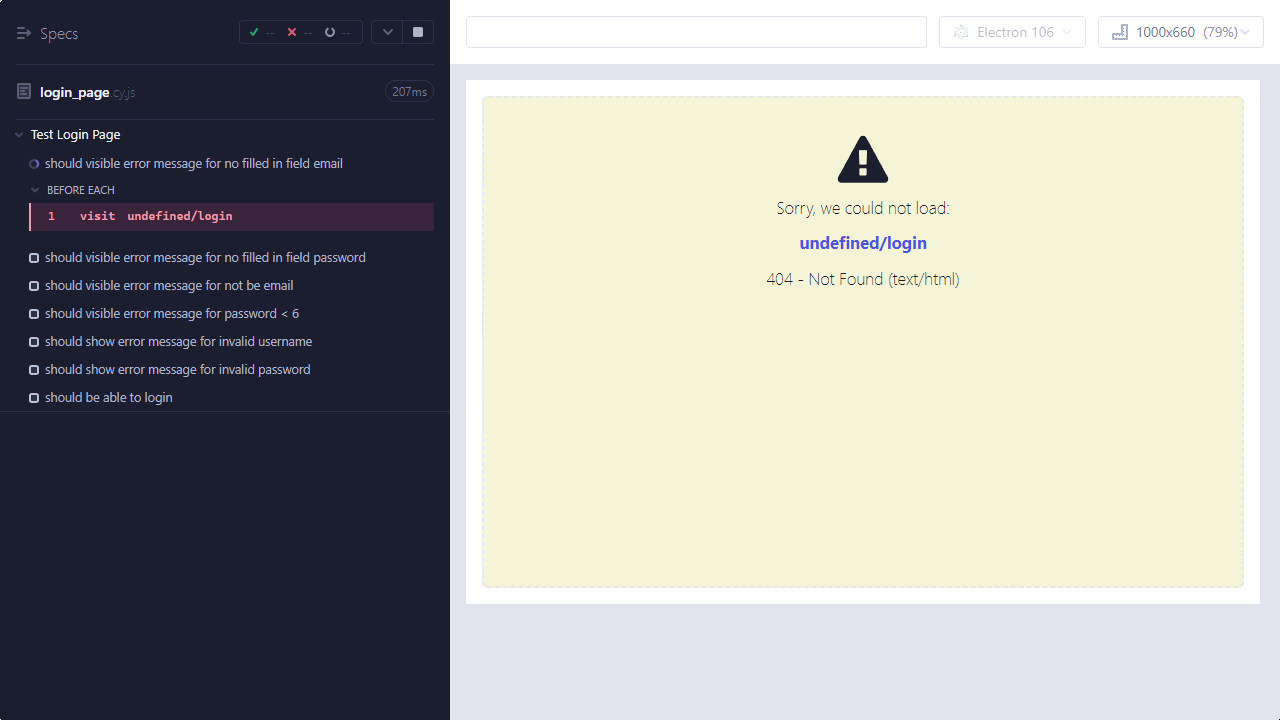 Specs
-- -- --
login_page cy.js
207ms
Test Login Page
should visible error message for no filled in field email
BEFORE EACH
1 visit undefined/login
should visible error message for no filled in field password
should visible error message for not be email
should visible error message for password < 6
should show error message for invalid username
should show error message for invalid password
should be able to login
Electron 106
1000x660 (79%)
Sorry, we could not load:
undefined/login
404 - Not Found (text/html)